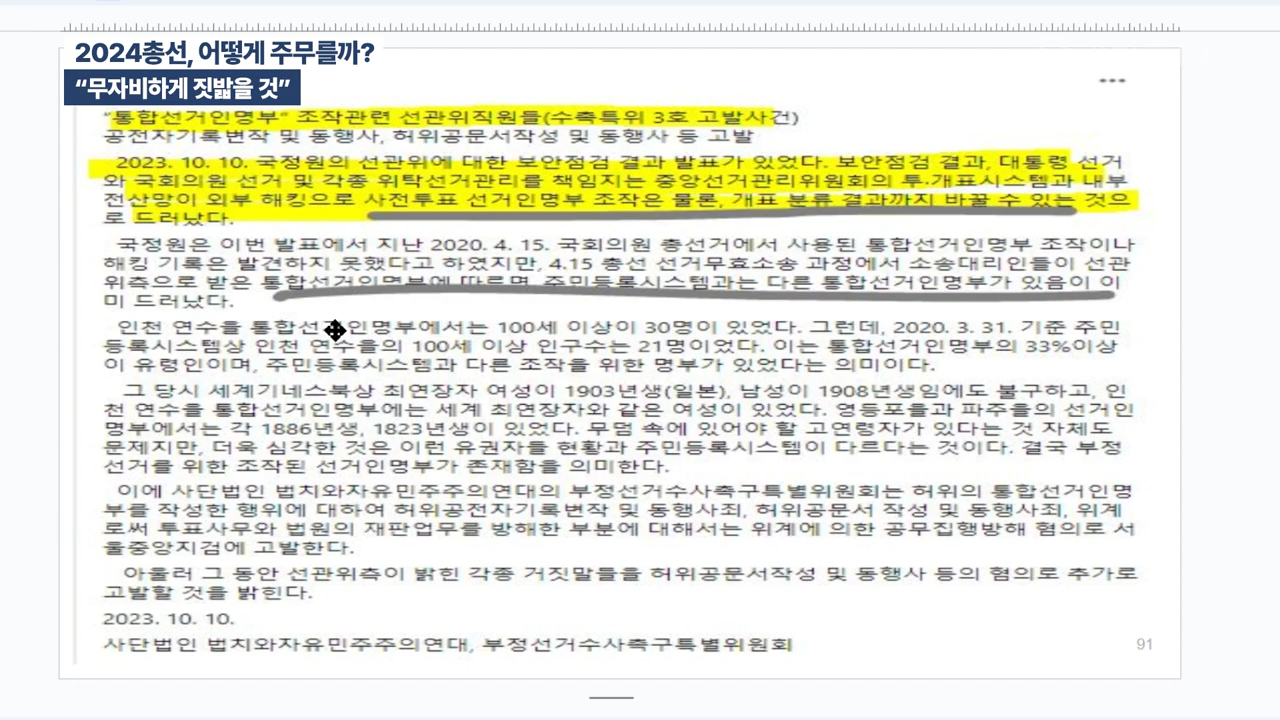 2024총선, 어떻게 주무를까?
“무자비하게 짓밟을 것”
“통합선거인명부” 조작관련 선관위직원들(수촉특위 3호 고발사건)
공전자기록변작 및 동행사, 허위공문서작성 및 동행사 등 고발
2023. 10. 10. 국정원의 선관위에 대한 보안점검 결과 발표가 있었다. 보안점검 결과, 대통령 선거
와 국회의원 선거 및 각종 위탁선거관리를 책임지는 중앙선거관리위원회의 투·개표시스템과 내부
전산망이 외부 해킹으로 사전투표 선거인명부 조작은 물론, 개표 분류 결과까지 바꿀 수 있는 것으
로 드러났다.
국정원은 이번 발표에서 지난 2020. 4. 15. 국회의원 총선거에서 사용된 통합선거인명부 조작이나
해킹 기록은 발견하지 못했다고 하였지만, 4.15 총선 선거무효소송 과정에서 소송대리인들이 선관
위측으로 받은 통합선거인명부에 따르면, 주민등록시스템과는 다른 통합선거인명부가 있음이 이
미 드러났다.
인천 연수을 통합선거인명부에서는 100세 이상이 30명이 있었다. 그런데, 2020. 3. 31. 기준 주민
등록시스템상 인천 연수을의 100세 이상 인구수는 21명이었다. 이는 통합선거인명부의 33%이상
이 유령인이며, 주민등록시스템과 다른 조작을 위한 명부가 있었다는 의미이다.
그 당시 세계기네스북상 최연장자 여성이 1903년생(일본), 남성이 1908년생임에도 불구하고, 인
천 연수을 통합선거인명부에는 세계 최연장자와 같은 여성이 있었다. 영등포을과 파주을의 선거인
명부에서는 각 1886년생, 1823년생이 있었다. 무덤 속에 있어야 할 고연령자가 있다는 것 자체도
문제지만, 더욱 심각한 것은 이런 유권자들 현황과 주민등록시스템이 다르다는 것이다. 결국 부정
선거를 위한 조작된 선거인명부가 존재함을 의미한다.
이에 사단법인 법치와자유민주주의연대의 부정선거수사촉구특별위원회는 허위의 통합선거인명
부를 작성한 행위에 대하여 허위공전자기록변작 및 동행사죄, 허위공문서 작성 및 동행사죄, 위계
로써 투표사무와 법원의 재판업무를 방해한 부분에 대해서는 위계에 의한 공무집행방해 혐의로 서
울중앙지검에 고발한다.
아울러 그 동안 선관위측이 밝힌 각종 거짓말들을 허위공문서작성 및 동행사 등의 혐의로 추가로
고발할 것을 밝힌다.
2023. 10. 10.
사단법인 법치와자유민주주의연대, 부정선거수사촉구특별위원회
91